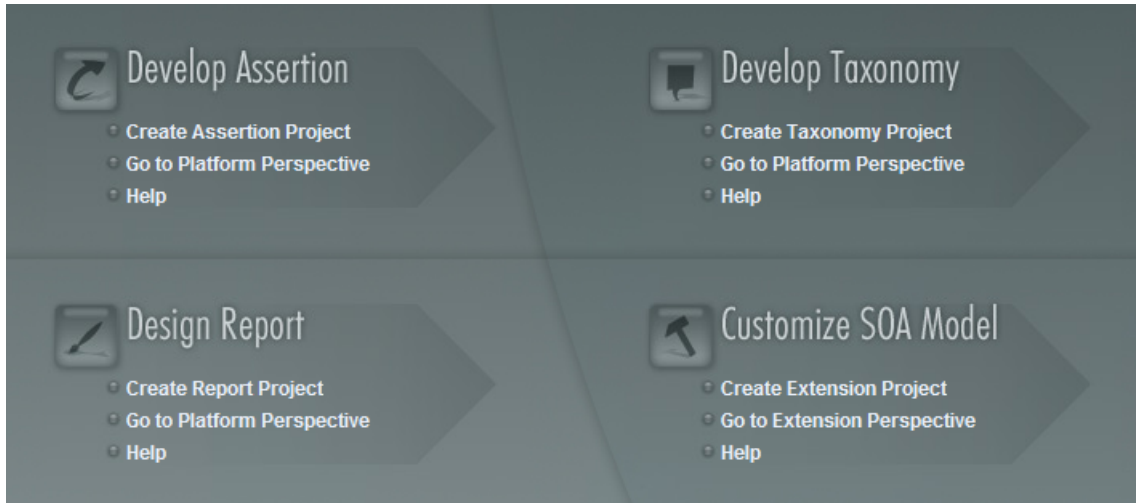 Develop Assertion
Create Assertion Project
Go to Platform Perspective
Help
Develop Taxonomy
Create Taxonomy Project
Go to Platform Perspective
Help
Design Report
Create Report Project
Go to Platform Perspective
Help
Customize SOA Model
Create Extension Project
Go to Extension Perspective
Help